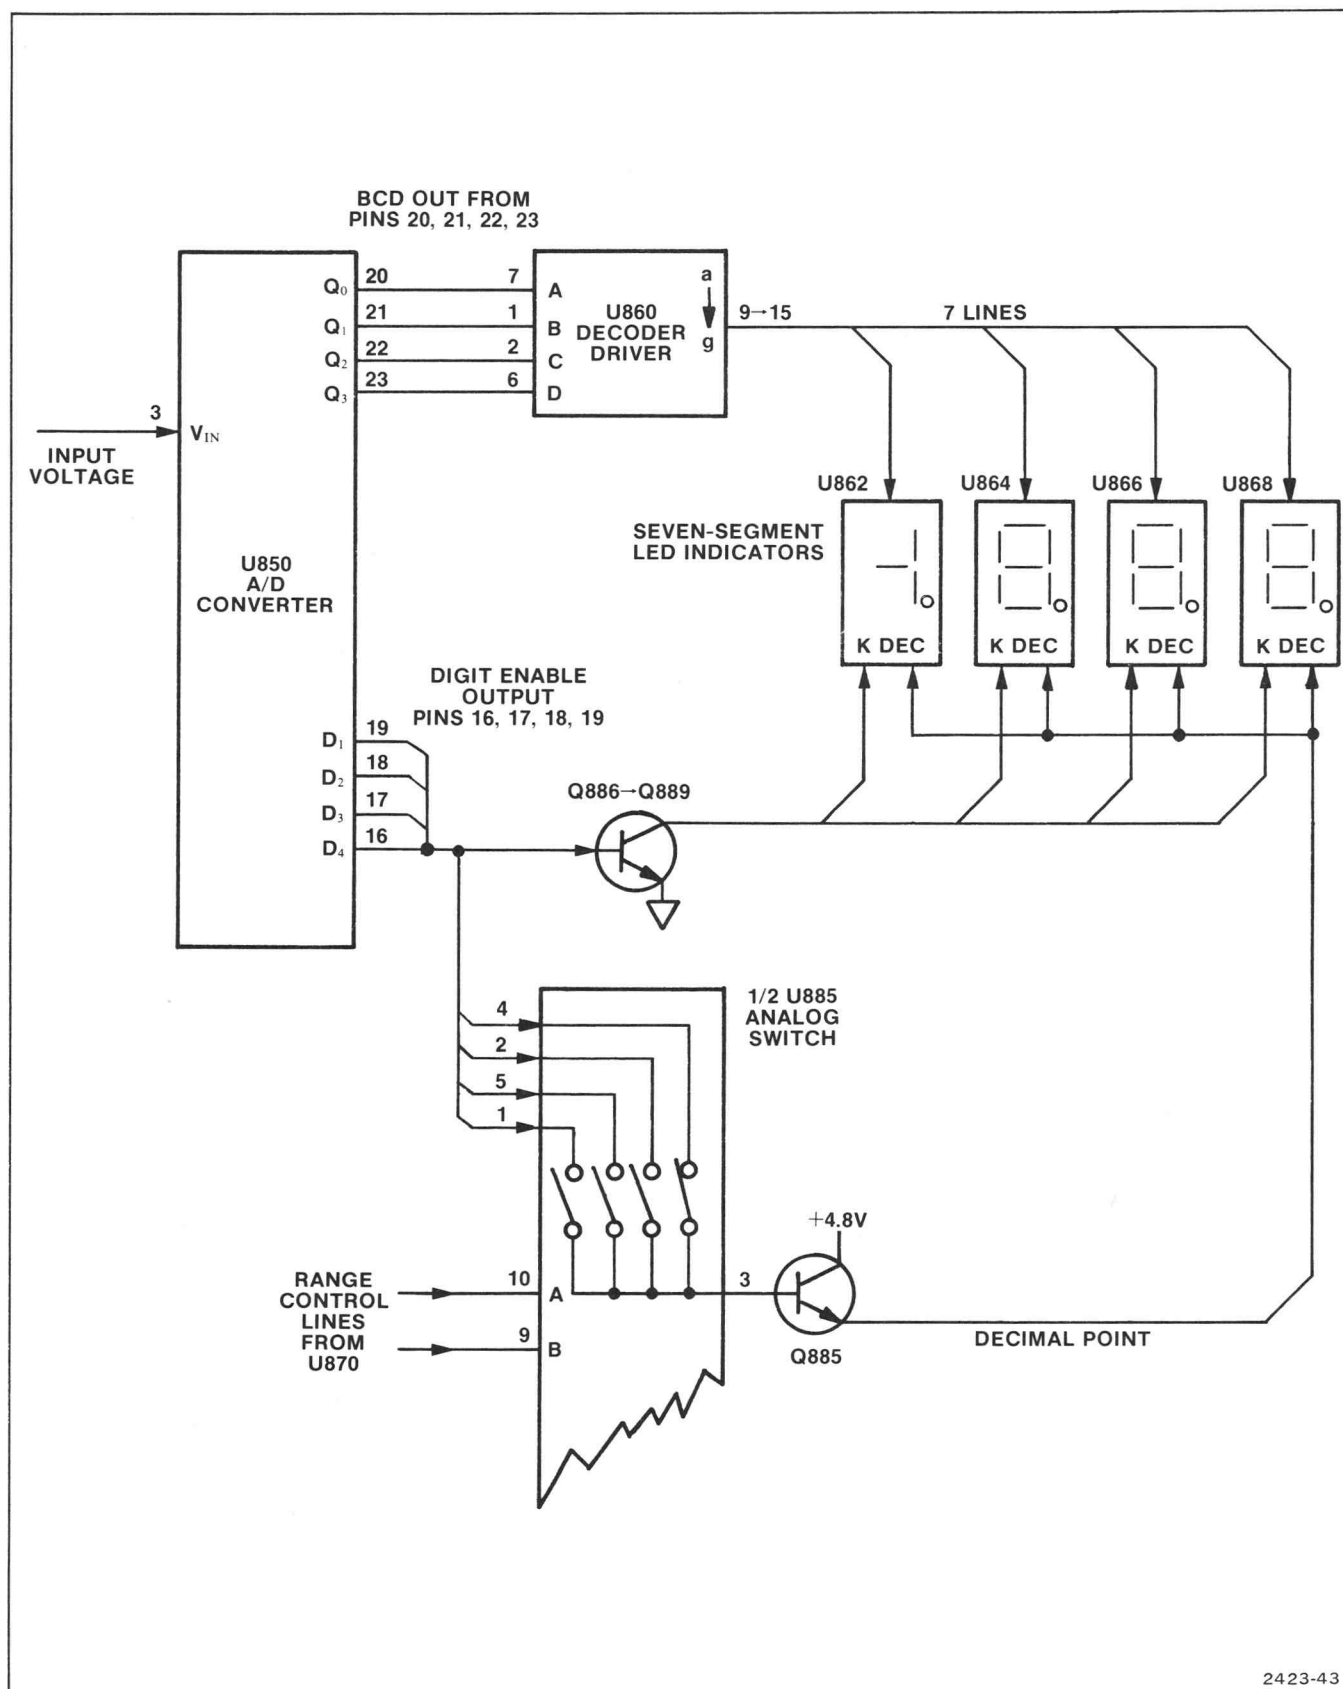 BCD OUT FROM
PINS 20, 21, 22, 23
Q0 20 7 A
Q1 21 1 B
Q2 22 2 C
Q3 23 6 D
U860
DECODER
DRIVER
a
g
9→15
7 LINES
3
VIN
INPUT
VOLTAGE
U850
A/D
CONVERTER
U862
U864
U866
U868
SEVEN-SEGMENT
LED INDICATORS
K DEC
K DEC
K DEC
K DEC
DIGIT ENABLE
OUTPUT
PINS 16, 17, 18, 19
D1 19
D2 18
D3 17
D4 16
Q886→Q889
1/2 U885
ANALOG
SWITCH
4
2
5
1
+4.8V
RANGE
CONTROL
LINES
FROM
U870
10 A
9 B
3
Q885
DECIMAL POINT
2423-43